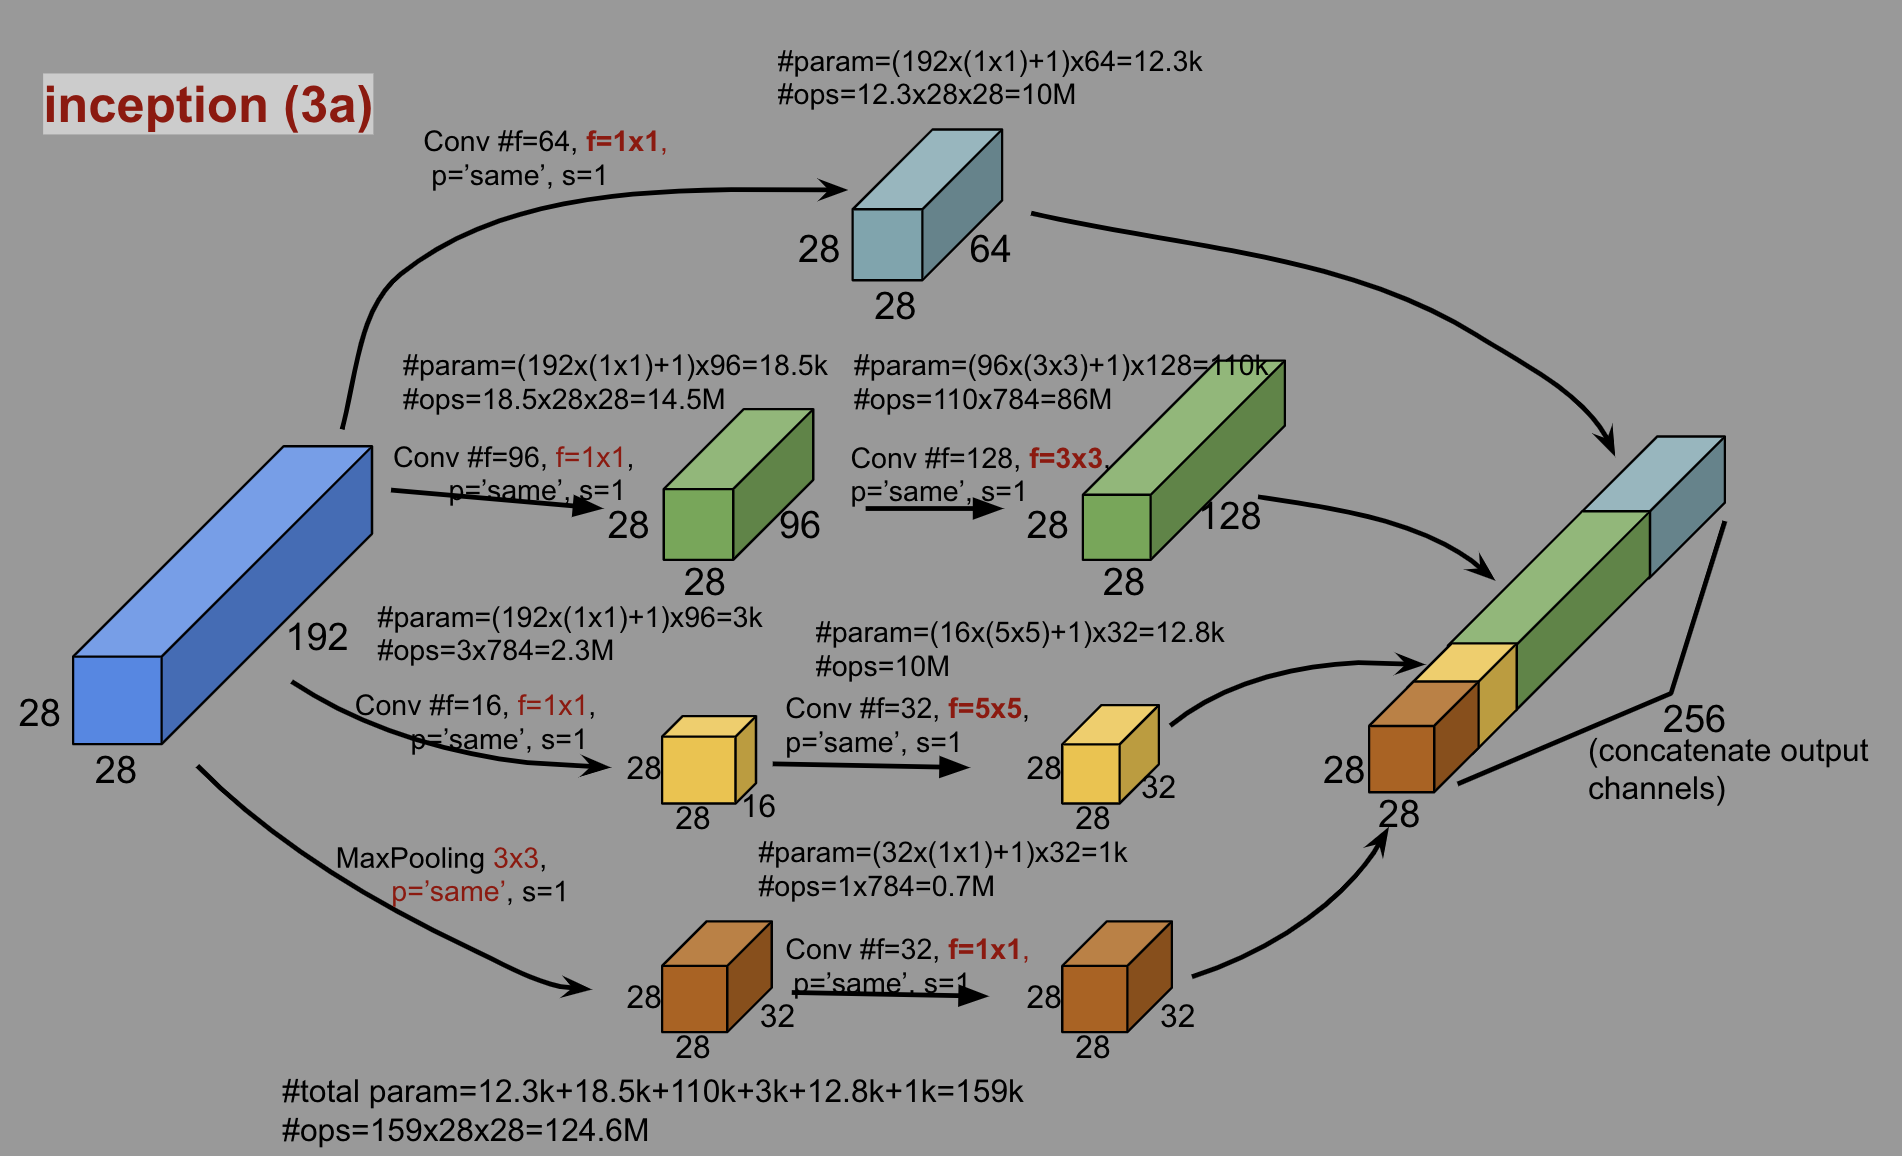 inception (3a)
#param=(192x(1x1)+1)x64=12.3k
#ops=12.3x28x28=10M
Conv #f=64, f=1x1,
p=’same’, s=1
28
64
28
#param=(192x(1x1)+1)x96=18.5k
#ops=18.5x28x28=14.5M
#param=(96x(3x3)+1)x128=110k
#ops=110x784=86M
Conv #f=96, f=1x1,
p=’same’, s=1
28
96
28
Conv #f=128, f=3x3,
p=’same’, s=1
28
128
28
192
28
28
#param=(192x(1x1)+1)x96=3k
#ops=3x784=2.3M
#param=(16x(5x5)+1)x32=12.8k
#ops=10M
Conv #f=16, f=1x1,
p=’same’, s=1
28
16
28
Conv #f=32, f=5x5,
p=’same’, s=1
28
32
28
256
(concatenate output
channels)
28
28
MaxPooling 3x3,
p=’same’, s=1
#param=(32x(1x1)+1)x32=1k
#ops=1x784=0.7M
28
32
28
Conv #f=32, f=1x1,
p=’same’, s=1
28
32
28
#total param=12.3k+18.5k+110k+3k+12.8k+1k=159k
#ops=159x28x28=124.6M